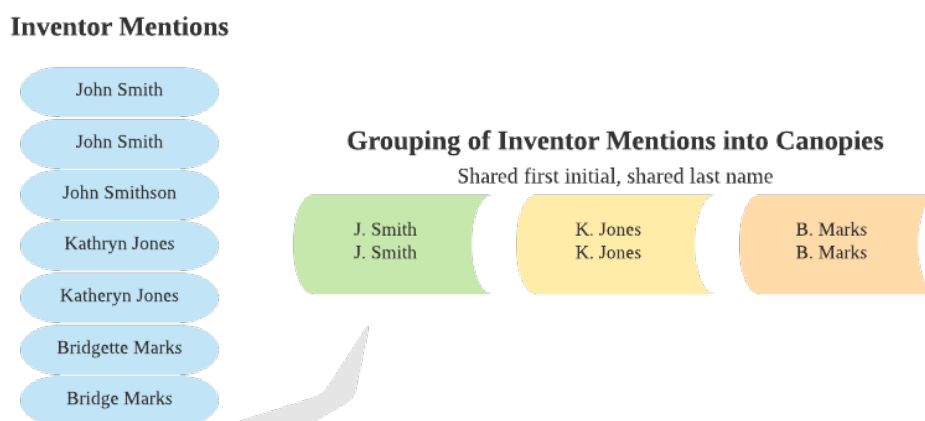 Inventor Mentions
John Smith
John Smith
John Smithson
Kathryn Jones
Katheryn Jones
Bridgette Marks
Bridge Marks
Grouping of Inventor Mentions into Canopies
Shared first initial, shared last name
J. Smith
J. Smith
K. Jones
K. Jones
B. Marks
B. Marks